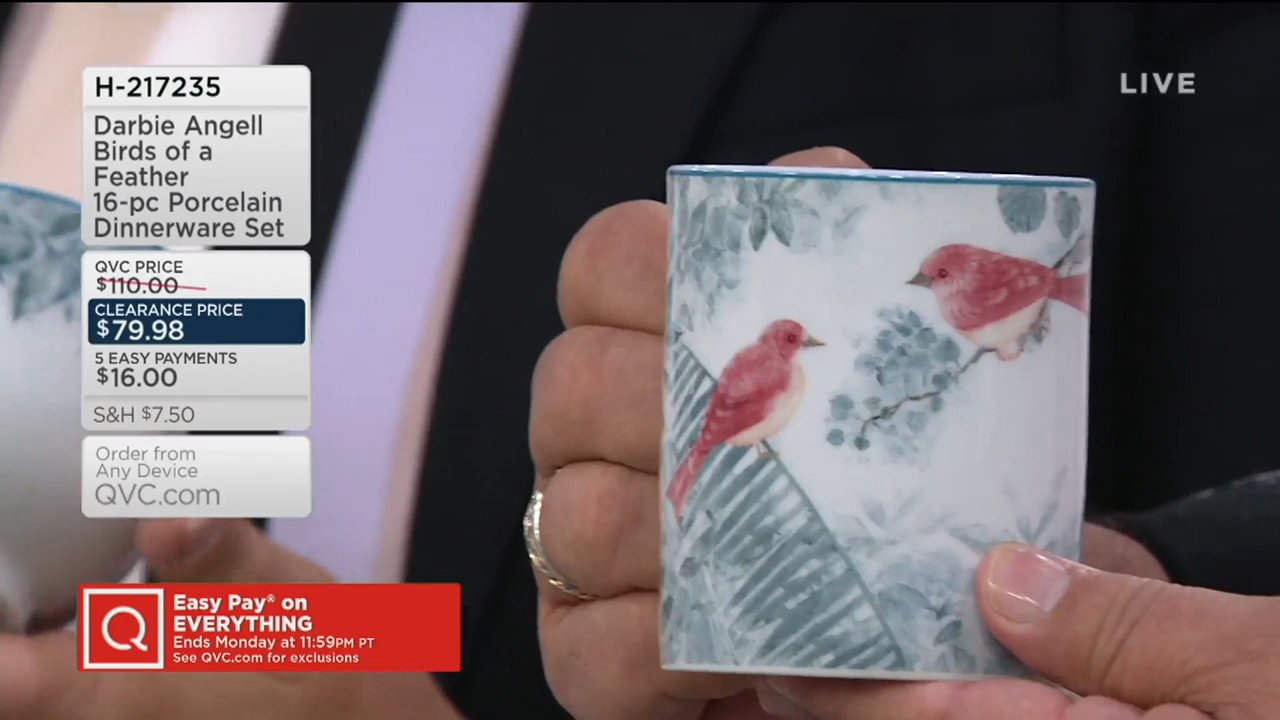 H-217235
Darbie Angell
Birds of a
Feather
16-pc Porcelain
Dinnerware Set
QVC PRICE
$110.00
CLEARANCE PRICE
$79.98
5 EASY PAYMENTS
$16.00
S&H $7.50
Order from
Any Device
QVC.com
LIVE
Q
Easy Pay® on
EVERYTHING
Ends Monday at 11:59PM PT
See QVC.com for exclusions